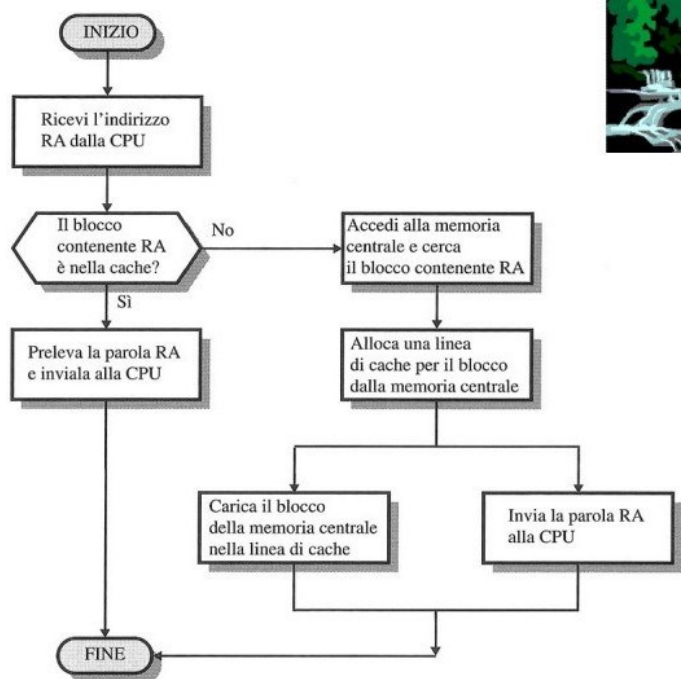 INIZIO
Ricevi l'indirizzo
RA dalla CPU
Il blocco
contenente RA
è nella cache?
No
Sì
Accedi alla memoria
centrale e cerca
il blocco contenente RA
Preleva la parola RA
e inviala alla CPU
Alloca una linea
di cache per il blocco
dalla memoria centrale
Carica il blocco
della memoria centrale
nella linea di cache
Invia la parola RA
alla CPU
FINE